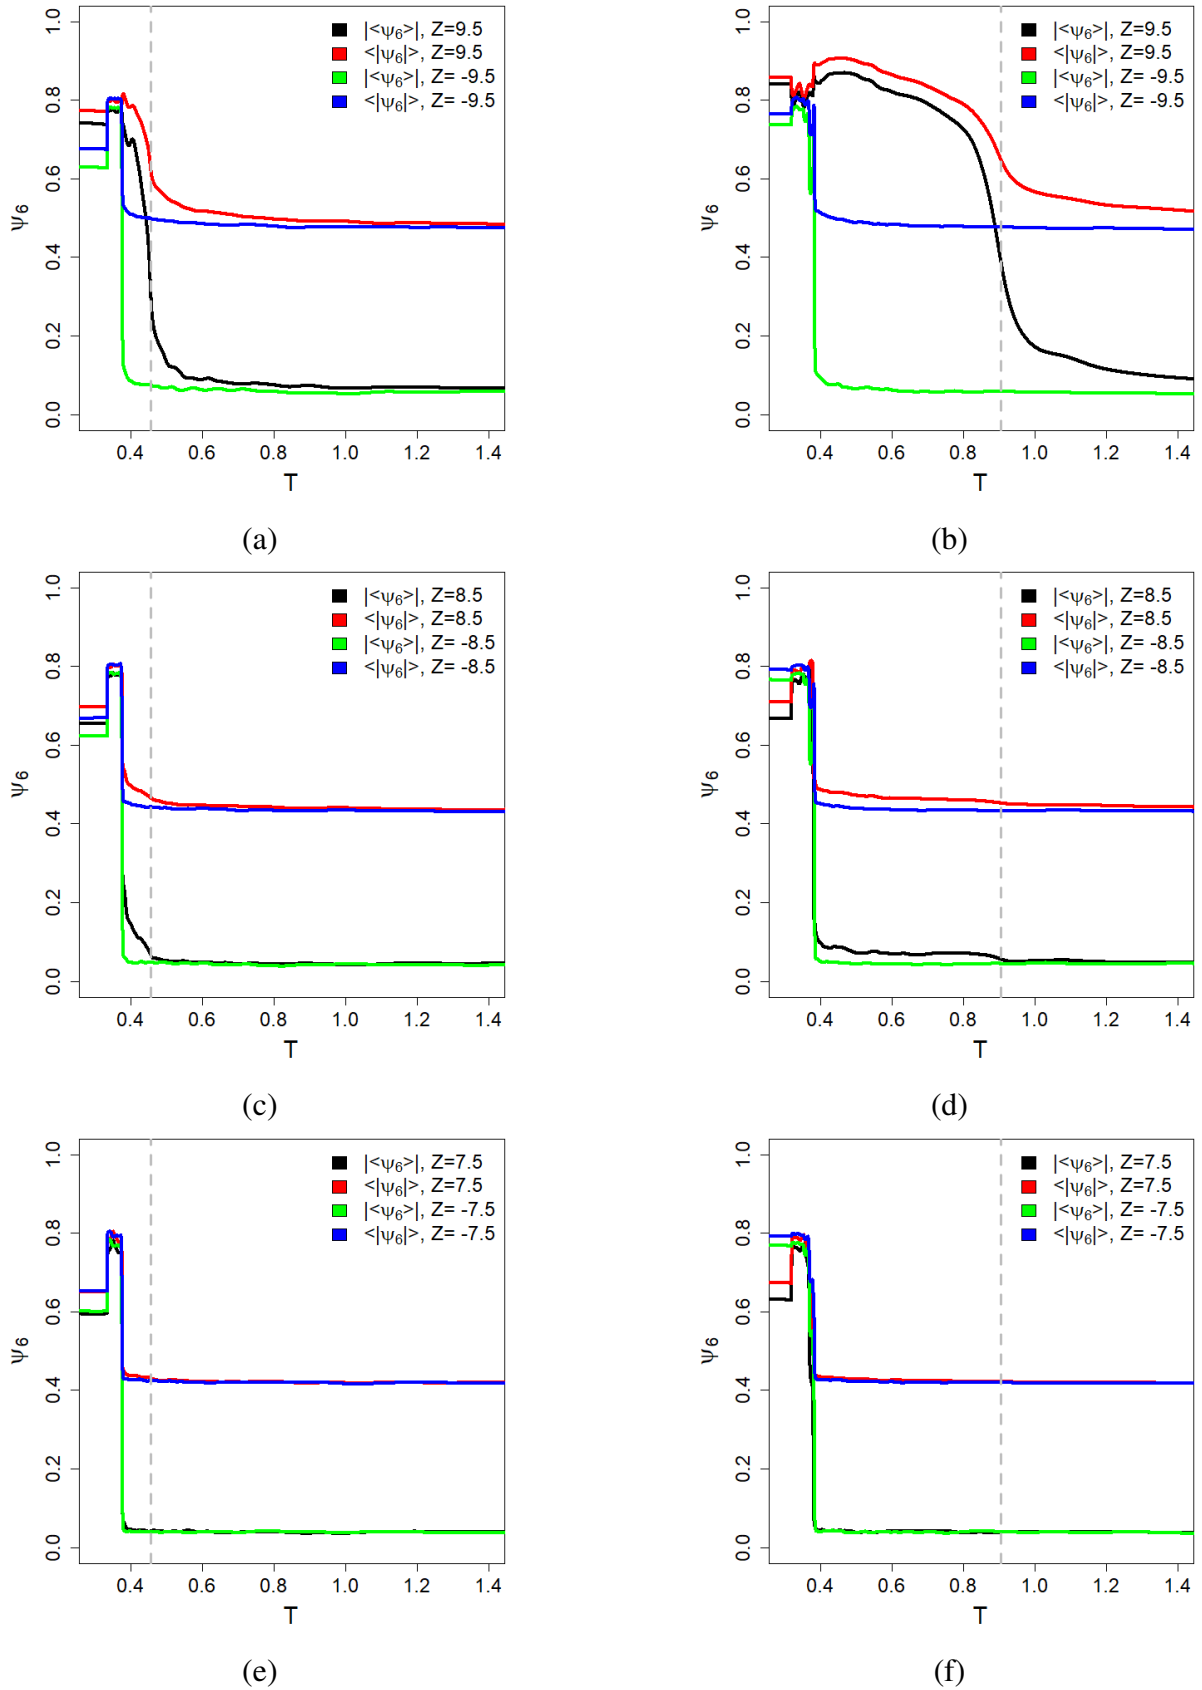 |<ψ6>|, Z=9.5
<|ψ6|>, Z=9.5
|<ψ6>|, Z= -9.5
<|ψ6|>, Z= -9.5
ψ6
0.0 0.2 0.4 0.6 0.8 1.0
0.4 0.6 0.8 1.0 1.2 1.4
T
(a)
|<ψ6>|, Z=9.5
<|ψ6|>, Z=9.5
|<ψ6>|, Z= -9.5
<|ψ6|>, Z= -9.5
ψ6
0.0 0.2 0.4 0.6 0.8 1.0
0.4 0.6 0.8 1.0 1.2 1.4
T
(b)
|<ψ6>|, Z=8.5
<|ψ6|>, Z=8.5
|<ψ6>|, Z= -8.5
<|ψ6|>, Z= -8.5
ψ6
0.0 0.2 0.4 0.6 0.8 1.0
0.4 0.6 0.8 1.0 1.2 1.4
T
(c)
|<ψ6>|, Z=8.5
<|ψ6|>, Z=8.5
|<ψ6>|, Z= -8.5
<|ψ6|>, Z= -8.5
ψ6
0.0 0.2 0.4 0.6 0.8 1.0
0.4 0.6 0.8 1.0 1.2 1.4
T
(d)
|<ψ6>|, Z=7.5
<|ψ6|>, Z=7.5
|<ψ6>|, Z= -7.5
<|ψ6|>, Z= -7.5
ψ6
0.0 0.2 0.4 0.6 0.8 1.0
0.4 0.6 0.8 1.0 1.2 1.4
T
(e)
|<ψ6>|, Z=7.5
<|ψ6|>, Z=7.5
|<ψ6>|, Z= -7.5
<|ψ6|>, Z= -7.5
ψ6
0.0 0.2 0.4 0.6 0.8 1.0
0.4 0.6 0.8 1.0 1.2 1.4
T
(f)